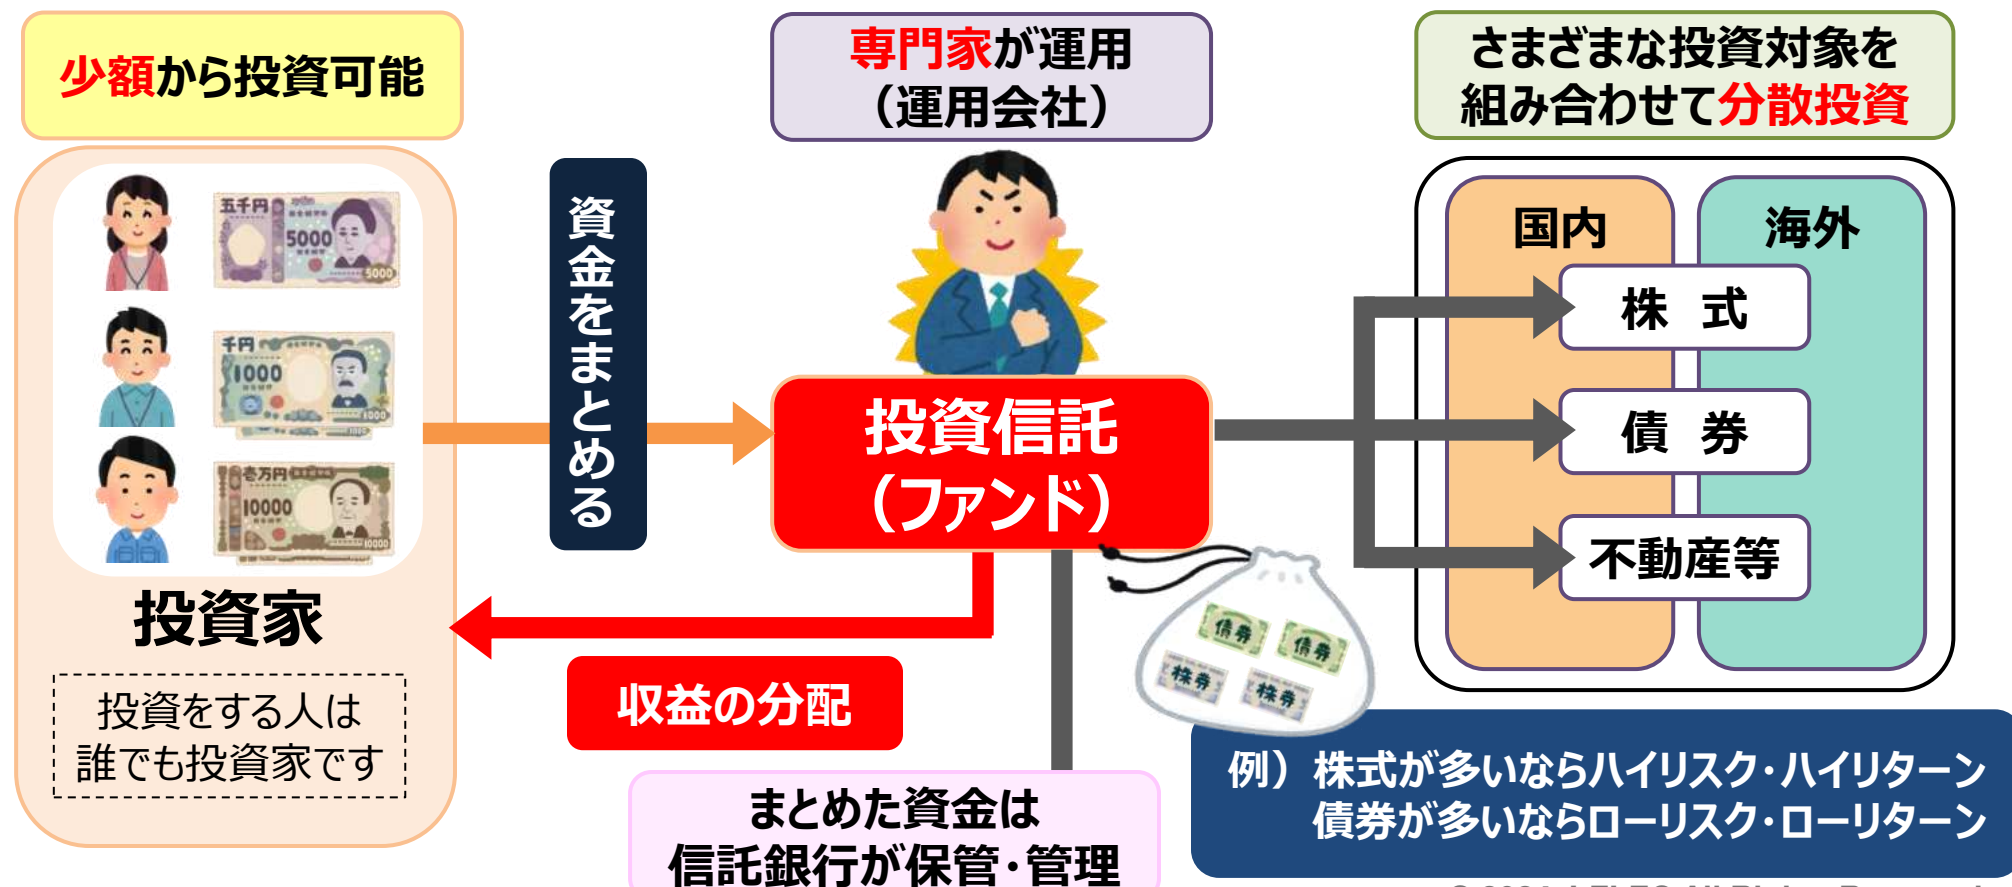 少額から投資可能
専門家が運用
（運用会社）
さまざまな投資対象を
組み合わせて分散投資
五千円
5000
5000
千円
1000
1000
壱万円
10000
10000
投資家
投資をする人は
誰でも投資家です
資金をまとめる
投資信託
（ファンド）
収益の分配
まとめた資金は
信託銀行が保管・管理
国内
海外
株 式
債 券
不動産等
債券
債券
株券
株券
例）株式が多いならハイリスク・ハイリターン
債券が多いならローリスク・ローリターン